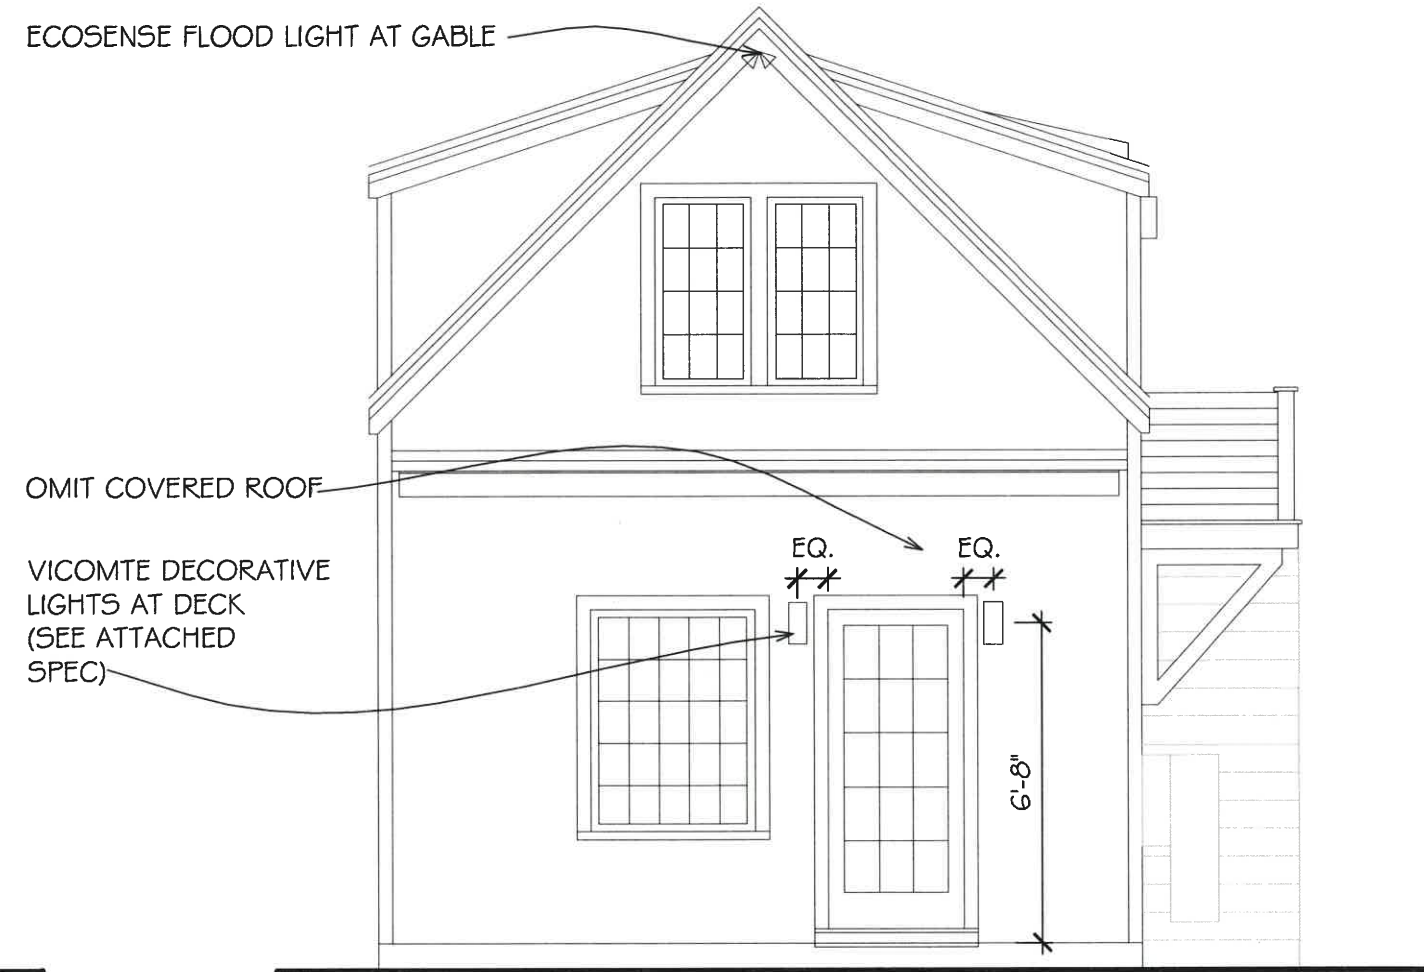 ECOSENSE FLOOD LIGHT AT GABLE
OMIT COVERED ROOF
EQ. EQ.
VICOMTE DECORATIVE
LIGHTS AT DECK
(SEE ATTACHED
SPEC)
6'-8"